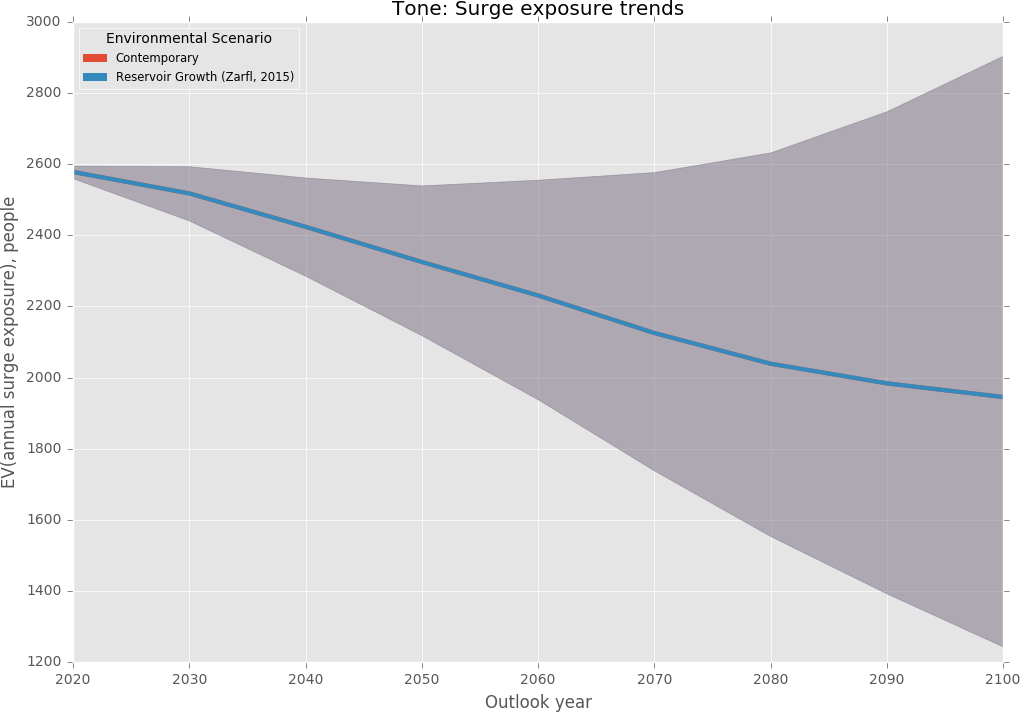 Tone: Surge exposure trends
Environmental Scenario
Contemporary
Reservoir Growth (Zarfl, 2015)
EV(annual surge exposure), people
3000
2800
2600
2400
2200
2000
1800
1600
1400
1200
2020 2030 2040 2050 2060 2070 2080 2090 2100
Outlook year